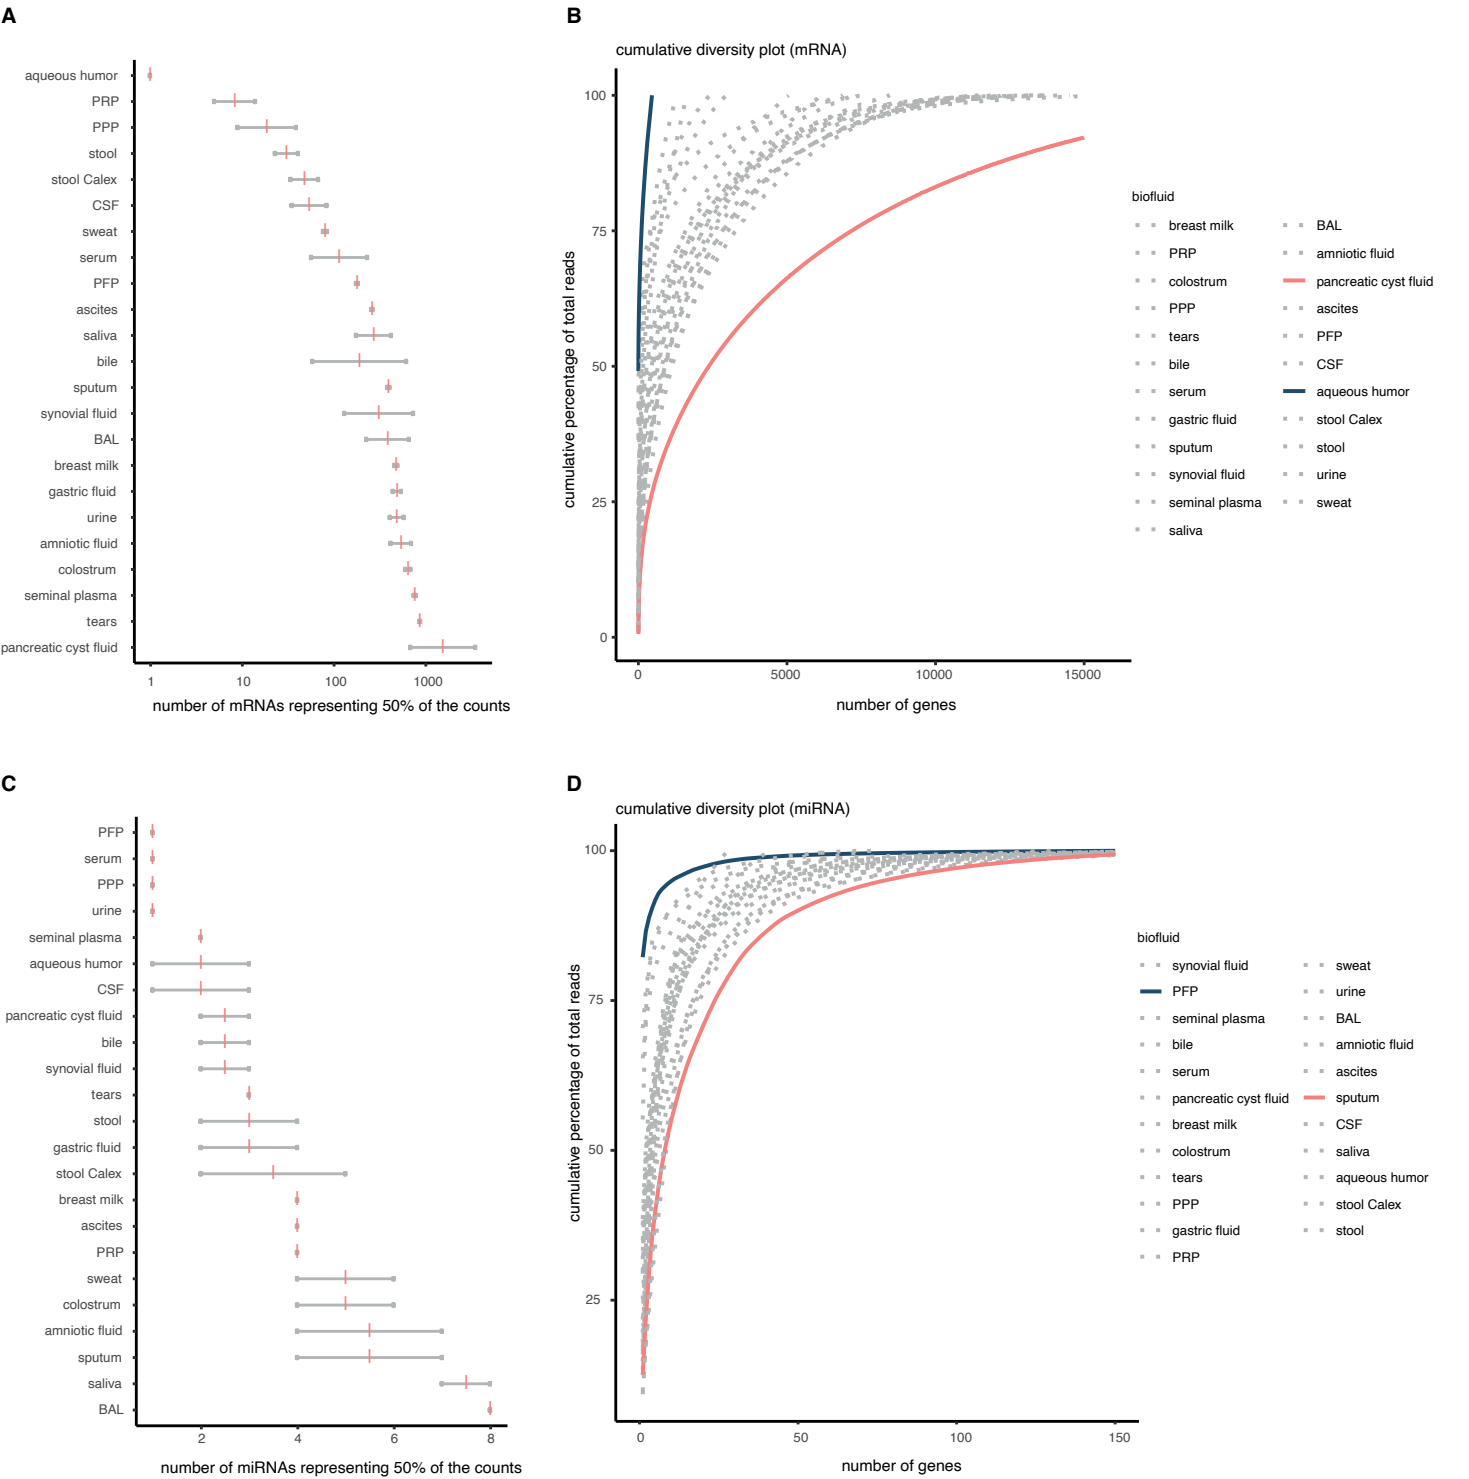 A
aqueous humor
PRP
PPP
stool
stool Calex
CSF
sweat
serum
PFP
ascites
saliva
bile
sputum
synovial fluid
BAL
breast milk
gastric fluid
urine
amniotic fluid
colostrum
seminal plasma
tears
pancreatic cyst fluid
1 10 100 1000
number of mRNAs representing 50% of the counts
B
cumulative diversity plot (mRNA)
cumulative percentage of total reads
100
75
50
25
0
0 5000 10000 15000
number of genes
biofluid
breast milk BAL
PRP amniotic fluid
colostrum pancreatic cyst fluid
PPP ascites
tears PFP
bile CSF
serum aqueous humor
gastric fluid stool Calex
sputum stool
synovial fluid urine
seminal plasma sweat
saliva
C
PFP
serum
PPP
urine
seminal plasma
aqueous humor
CSF
pancreatic cyst fluid
bile
synovial fluid
tears
stool
gastric fluid
stool Calex
breast milk
ascites
PRP
sweat
colostrum
amniotic fluid
sputum
saliva
BAL
2 4 6 8
number of miRNAs representing 50% of the counts
D
cumulative diversity plot (miRNA)
cumulative percentage of total reads
100
75
50
25
0 50 100 150
number of genes
biofluid
synovial fluid sweat
PFP urine
seminal plasma BAL
bile amniotic fluid
serum ascites
pancreatic cyst fluid sputum
breast milk CSF
colostrum saliva
tears aqueous humor
PPP stool Calex
gastric fluid stool
PRP